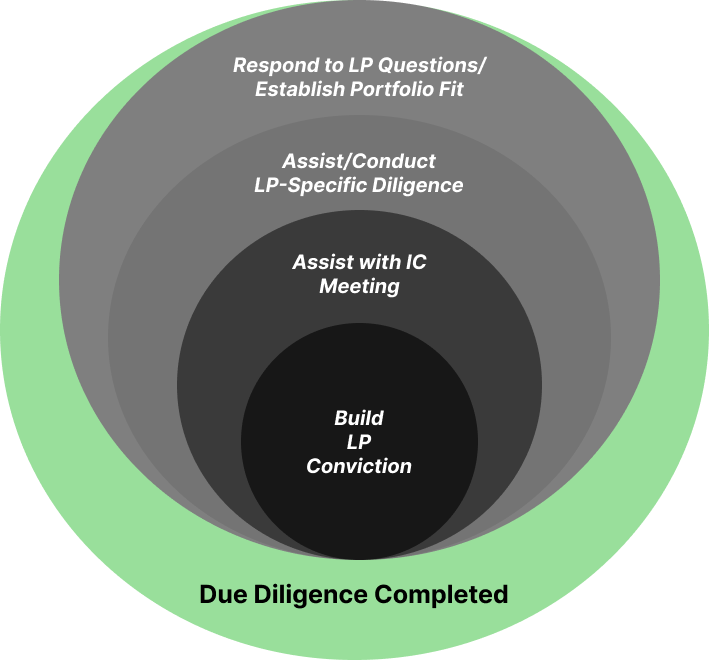 Respond to LP Questions/
Establish Portfolio Fit
Assist/Conduct
LP-Specific Diligence
Assist with IC
Meeting
Build
LP
Conviction
Due Diligence Completed